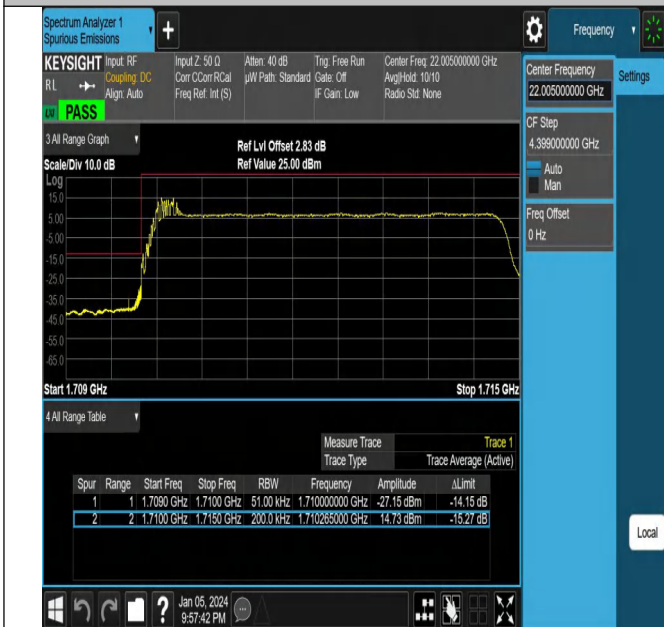 Spectrum Analyzer 1
Spurious Emissions
Frequency
KEYSIGHT Input: RF Input Z: 50 Ω Atten: 40 dB Trig: Free Run Center Freq: 22.005000000 GHz
RL Coupling: DC Corr CCorr RCal µW Path: Standard Gate: Off Avg|Hold: 10/10
Align: Auto Freq Ref: Int (S) IF Gain: Low Radio Std: None
PASS
Center Frequency
22.005000000 GHz
Settings
CF Step
4.399000000 GHz
Auto
Man
Freq Offset
0 Hz
3 All Range Graph
Ref Lvl Offset 2.83 dB
Scale/Div 10.0 dB Ref Value 25.00 dBm
Log
15.0
5.00
-5.00
-15.0
-25.0
-35.0
-45.0
-55.0
-65.0
Start 1.709 GHz Stop 1.715 GHz
4 All Range Table
Measure Trace Trace 1
Trace Type Trace Average (Active)
Spur Range Start Freq Stop Freq RBW Frequency Amplitude ΔLimit
1 1 1.7090 GHz 1.7100 GHz 51.00 kHz 1.710000000 GHz -27.15 dBm -14.15 dB
2 2 1.7100 GHz 1.7150 GHz 200.0 kHz 1.710265000 GHz 14.73 dBm -15.27 dB
Local
Jan 05, 2024
9:57:42 PM